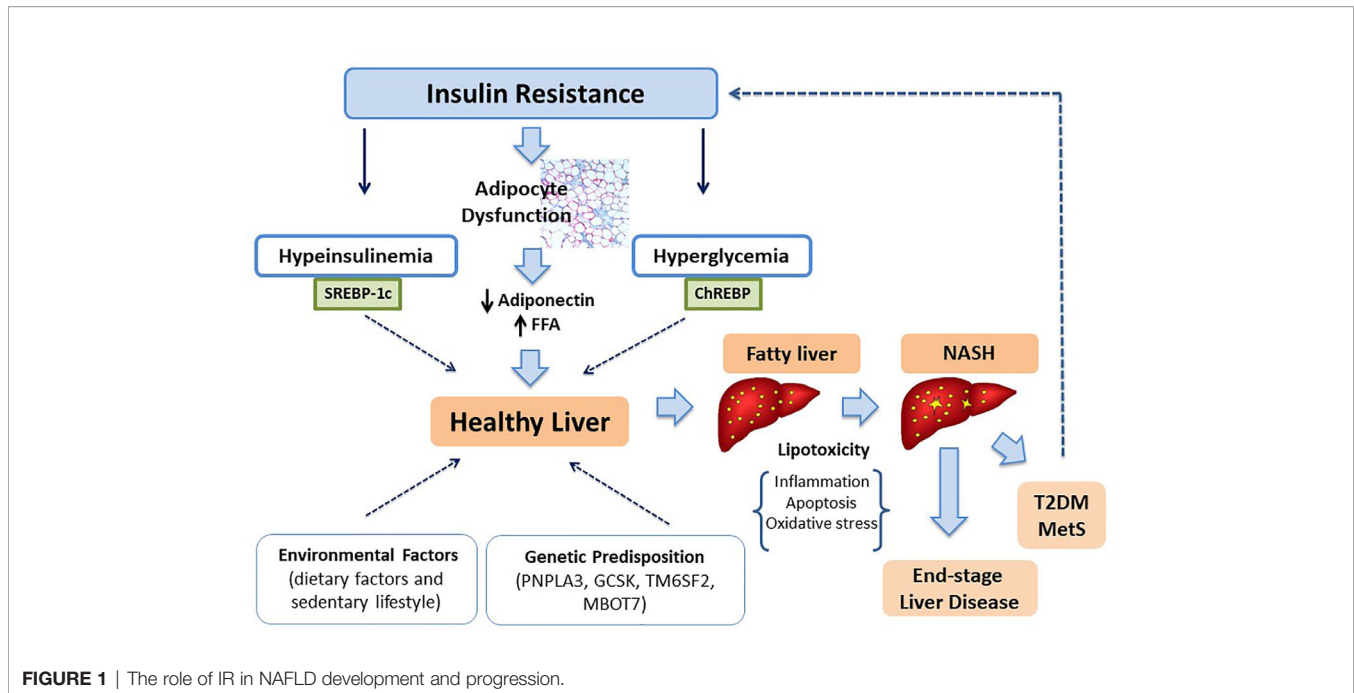 Insulin Resistance
Adipocyte
Dysfunction
Hypeinsulinemia
SREBP-1c
Hyperglycemia
ChREBP
↓ Adiponectin
↑ FFA
Healthy Liver
Fatty liver
NASH
Lipotoxicity
Inflammation
Apoptosis
Oxidative stress
T2DM
MetS
End-stage
Liver Disease
Environmental Factors
(dietary factors and
sedentary lifestyle)
Genetic Predisposition
(PNPLA3, GCSK, TM6SF2,
MBOT7)
FIGURE 1 | The role of IR in NAFLD development and progression.